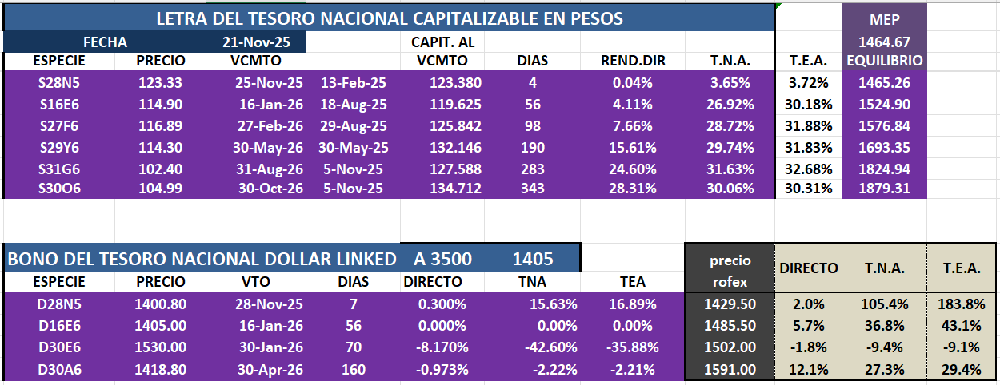 LETRA DEL TESORO NACIONAL CAPITALIZABLE EN PESOS MEP
FECHA 21-Nov-25 CAPIT. AL 1464.67
ESPECIE PRECIO VCMTO VCMTO DIAS REND.DIR T.N.A. T.E.A. EQUILIBRIO
S28N5 123.33 25-Nov-25 13-Feb-25 123.380 4 0.04% 3.65% 3.72% 1465.26
S16E6 114.90 16-Jan-26 18-Aug-25 119.625 56 4.11% 26.92% 30.18% 1524.90
S27F6 116.89 27-Feb-26 29-Aug-25 125.842 98 7.66% 28.72% 31.88% 1576.84
S29Y6 114.30 30-May-26 30-May-25 132.146 190 15.61% 29.74% 31.83% 1693.35
S31G6 102.40 31-Aug-26 5-Nov-25 127.588 283 24.60% 31.63% 32.68% 1824.94
S30O6 104.99 30-Oct-26 5-Nov-25 134.712 343 28.31% 30.06% 30.31% 1879.31
BONO DEL TESORO NACIONAL DOLLAR LINKED A 3500 1405
ESPECIE PRECIO VTO DIAS DIRECTO TNA TEA precio rofex DIRECTO T.N.A. T.E.A.
D28N5 1400.80 28-Nov-25 7 0.300% 15.63% 16.89% 1429.50 2.0% 105.4% 183.8%
D16E6 1405.00 16-Jan-26 56 0.000% 0.00% 0.00% 1485.50 5.7% 36.8% 43.1%
D30E6 1530.00 30-Jan-26 70 -8.170% -42.60% -35.88% 1502.00 -1.8% -9.4% -9.1%
D30A6 1418.80 30-Apr-26 160 -0.973% -2.22% -2.21% 1591.00 12.1% 27.3% 29.4%